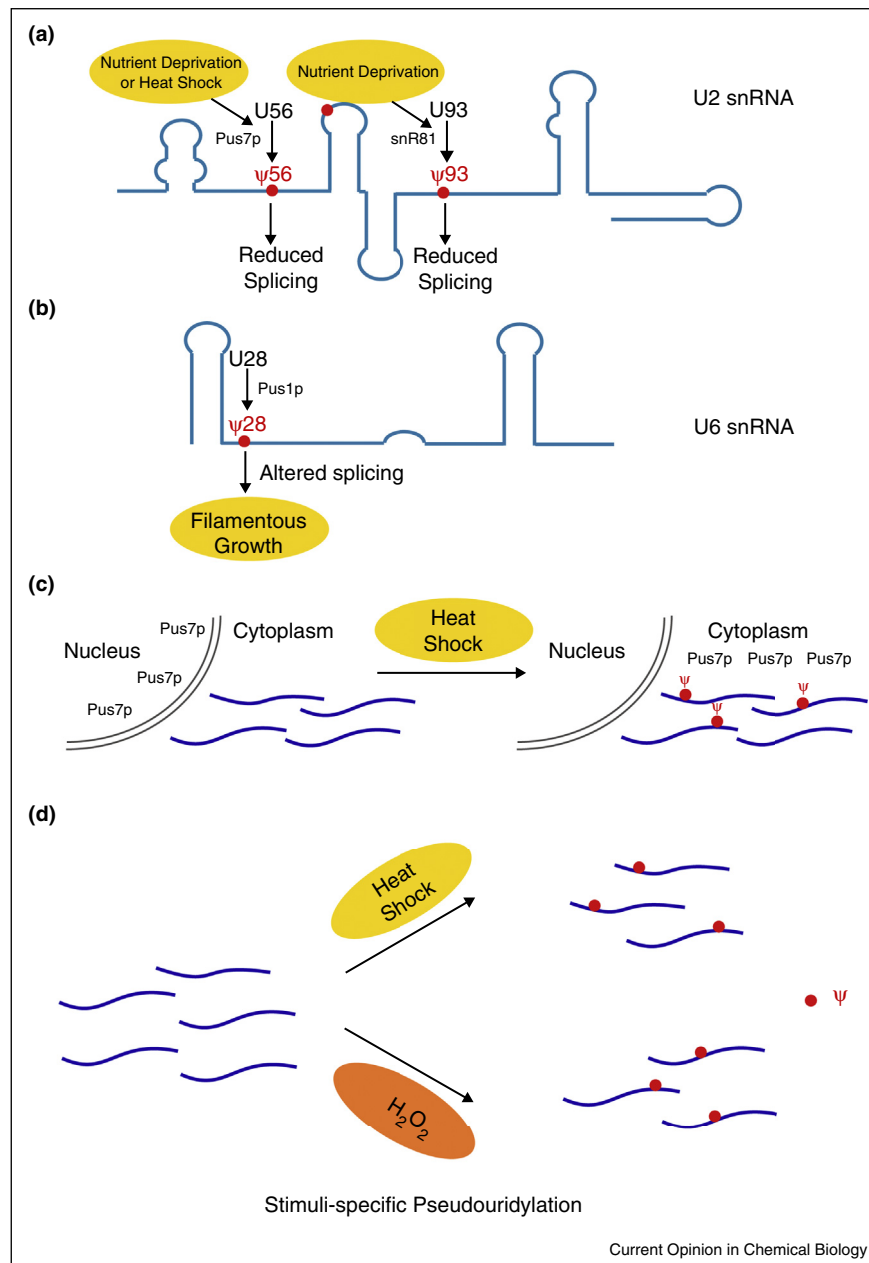 (a)
Nutrient Deprivation
or Heat Shock
Nutrient Deprivation
U2 snRNA
U56
U93
Pus7p
snR81
ψ56
ψ93
Reduced
Splicing
Reduced
Splicing
(b)
U28
Pus1p
ψ28
U6 snRNA
Altered splicing
Filamentous
Growth
(c)
Nucleus
Pus7p
Cytoplasm
Pus7p
Pus7p
Heat
Shock
Nucleus
Cytoplasm
Pus7p Pus7p Pus7p
ψ
ψ
ψ
(d)
Heat
Shock
ψ
H₂O₂
Stimuli-specific Pseudouridylation
Current Opinion in Chemical Biology